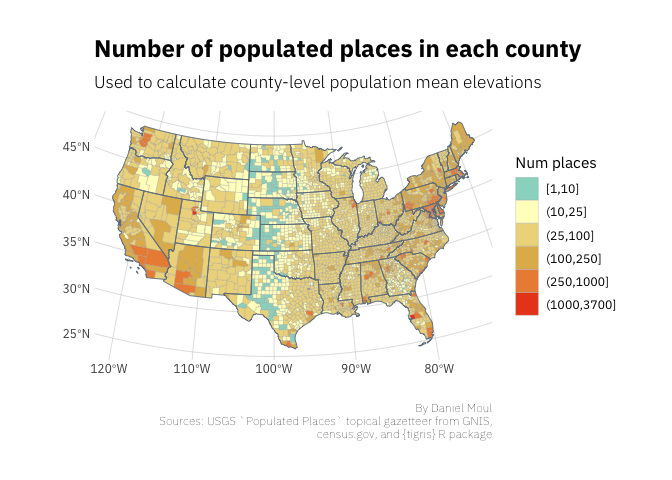 Number of populated places in each county
Used to calculate county-level population mean elevations
45°N
40°N
35°N
30°N
25°N
120°W
110°W
100°W
90°W
80°W
Num places
[1,10]
(10,25]
(25,100]
(100,250]
(250,1000]
(1000,3700]
By Daniel Moul
Sources: USGS `Populated Places` topical gazetteer from GNIS,
census.gov, and {tigris} R package